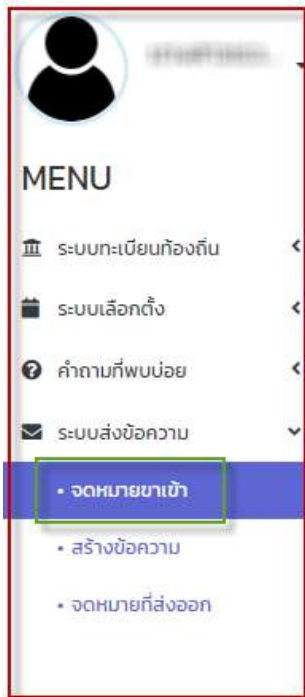 MENU
ระบบทะเบียนท้องถิ่น
ระบบเลือกตั้ง
คำถามที่พบบ่อย
ระบบส่งข้อความ
• จดหมายขาเข้า
• สร้างข้อความ
• จดหมายที่ส่งออก